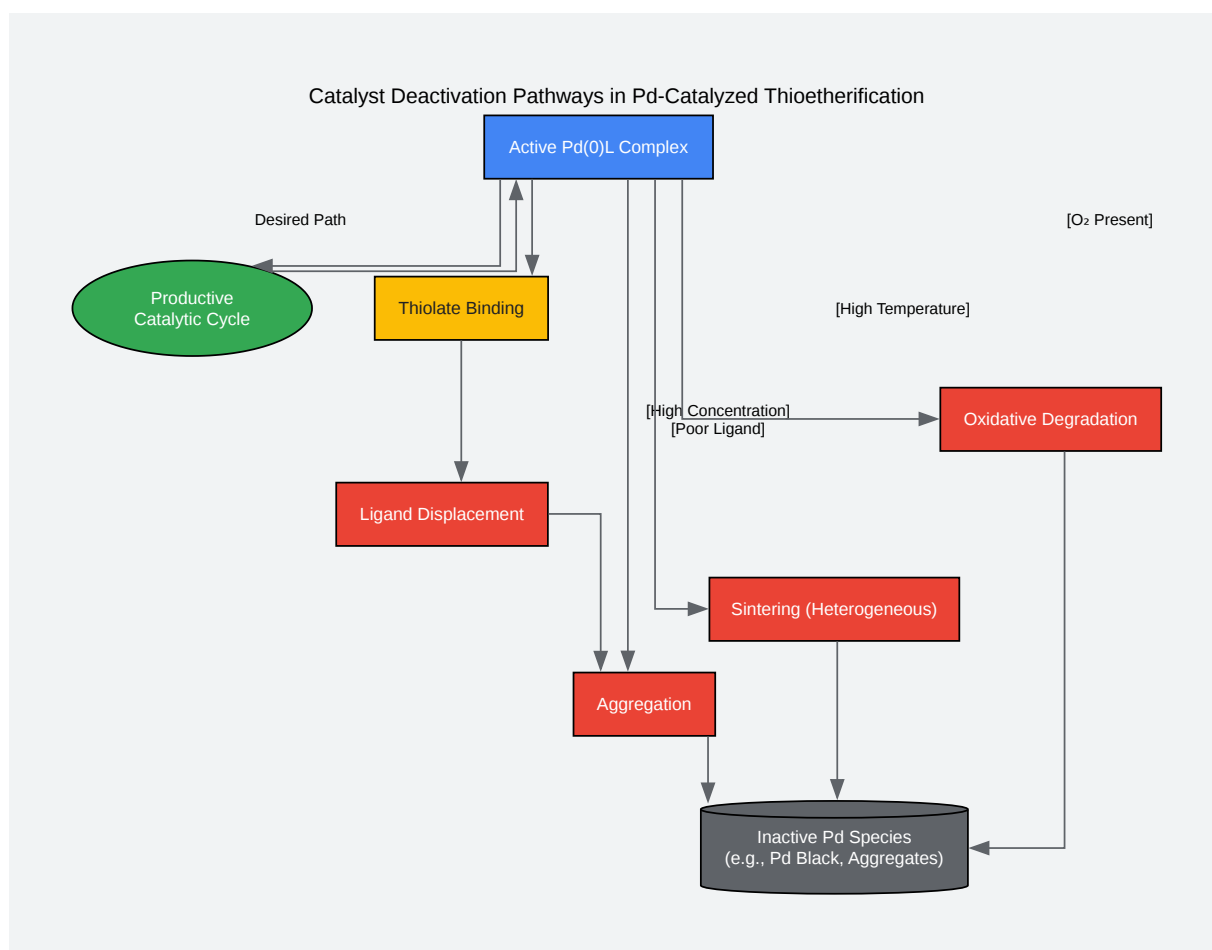 Catalyst Deactivation Pathways in Pd-Catalyzed Thioetherification
Active Pd(0)L Complex
Desired Path
[O₂ Present]
Productive
Catalytic Cycle
Thiolate Binding
[High Temperature]
[High Concentration]
[Poor Ligand]
Oxidative Degradation
Ligand Displacement
Sintering (Heterogeneous)
Aggregation
Inactive Pd Species
(e.g., Pd Black, Aggregates)